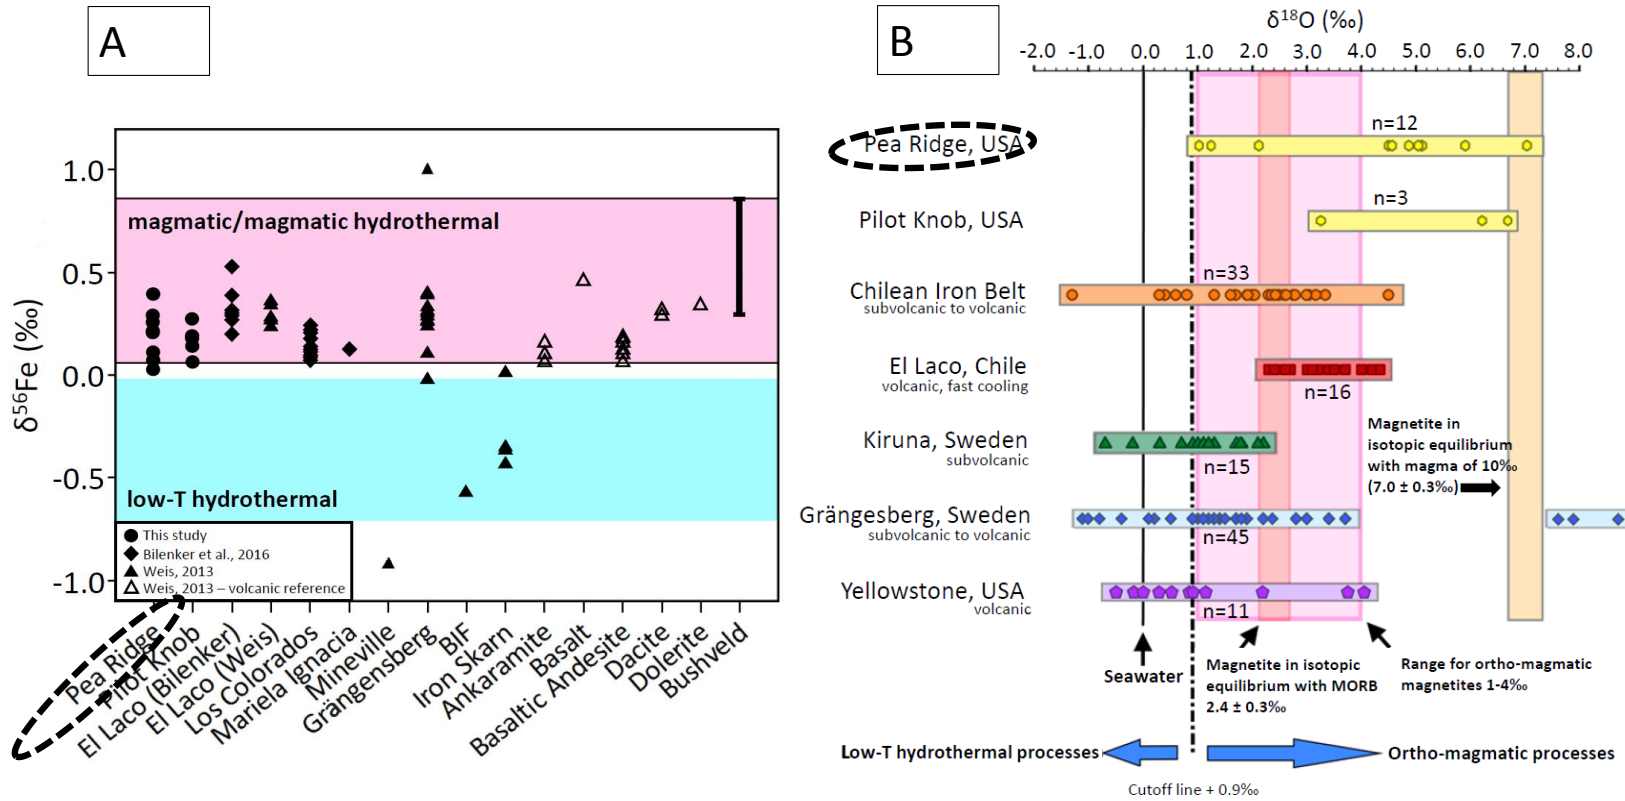 A
1.0
0.5
0.0
-0.5
-1.0
δ⁵⁶Fe (‰)
magmatic/magmatic hydrothermal
low-T hydrothermal
This study
Bilenker et al., 2016
Weis, 2013
Weis, 2013 – volcanic reference
Pea Ridge
Pilot Knob
El Laco (Bilenker)
El Laco (Weis)
Los Colorados
Mariela Ignacia
Mineville
Grängensberg
BIF
Iron Skarn
Ankaramite
Basalt
Basaltic Andesite
Dacite
Dolerite
Bushveld
B
δ¹⁸O (‰)
-2.0 -1.0 0.0 1.0 2.0 3.0 4.0 5.0 6.0 7.0 8.0
n=12
Pea Ridge, USA
n=3
Pilot Knob, USA
n=33
Chilean Iron Belt
subvolcanic to volcanic
El Laco, Chile
volcanic, fast cooling
n=16
Kiruna, Sweden
subvolcanic
n=15
Magnetite in
isotopic equilibrium
with magma of 10‰
(7.0 ± 0.3‰)
Grängesberg, Sweden
subvolcanic to volcanic
n=45
Yellowstone, USA
volcanic
n=11
Seawater
Magnetite in isotopic
equilibrium with MORB
2.4 ± 0.3‰
Range for ortho-magmatic
magnetites 1-4‰
Low-T hydrothermal processes
Ortho-magmatic processes
Cutoff line + 0.9‰